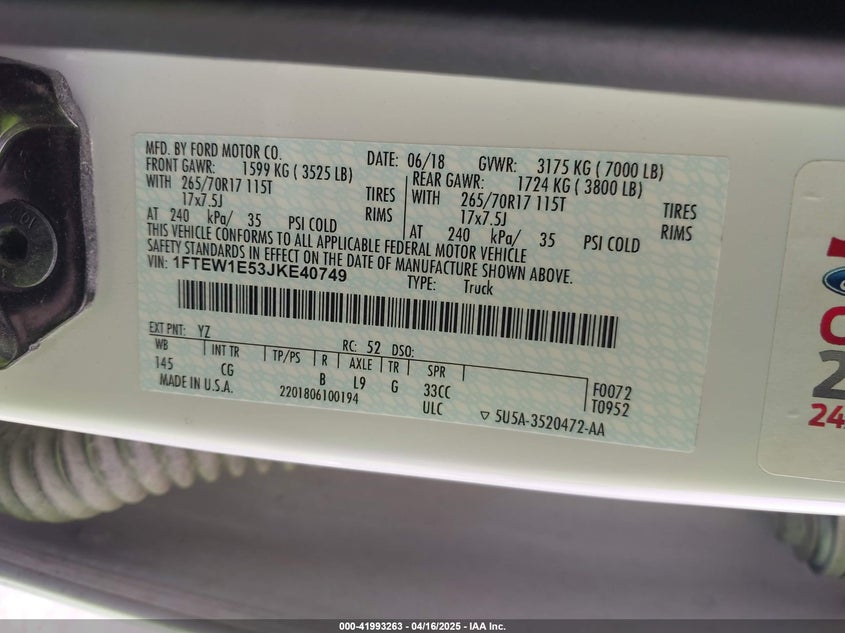 MFD. BY FORD MOTOR CO.
DATE: 06/18 GVWR: 3175 KG ( 7000 LB)
FRONT GAWR: 1599 KG ( 3525 LB)
REAR GAWR: 1724 KG ( 3800 LB)
WITH 265/70R17 115T TIRES
WITH 265/70R17 115T TIRES
17x7.5J RIMS
17x7.5J RIMS
AT 240 kPa/ 35 PSI COLD
AT 240 kPa/ 35 PSI COLD
THIS VEHICLE CONFORMS TO ALL APPLICABLE FEDERAL MOTOR VEHICLE
SAFETY STANDARDS IN EFFECT ON THE DATE OF MANUFACTURE SHOWN ABOVE.
VIN: 1FTEW1E53JKE40749
TYPE: Truck
EXT PNT: YZ RC: 52 DSO:
WB INT TR TP/PS R AXLE TR SPR
145 CG B L9 G 33CC F0072
MADE IN U.S.A. 2201806100194 ULC T0952
5U5A-3520472-AA
24
000-41993263 - 04/16/2025 - IAA Inc.